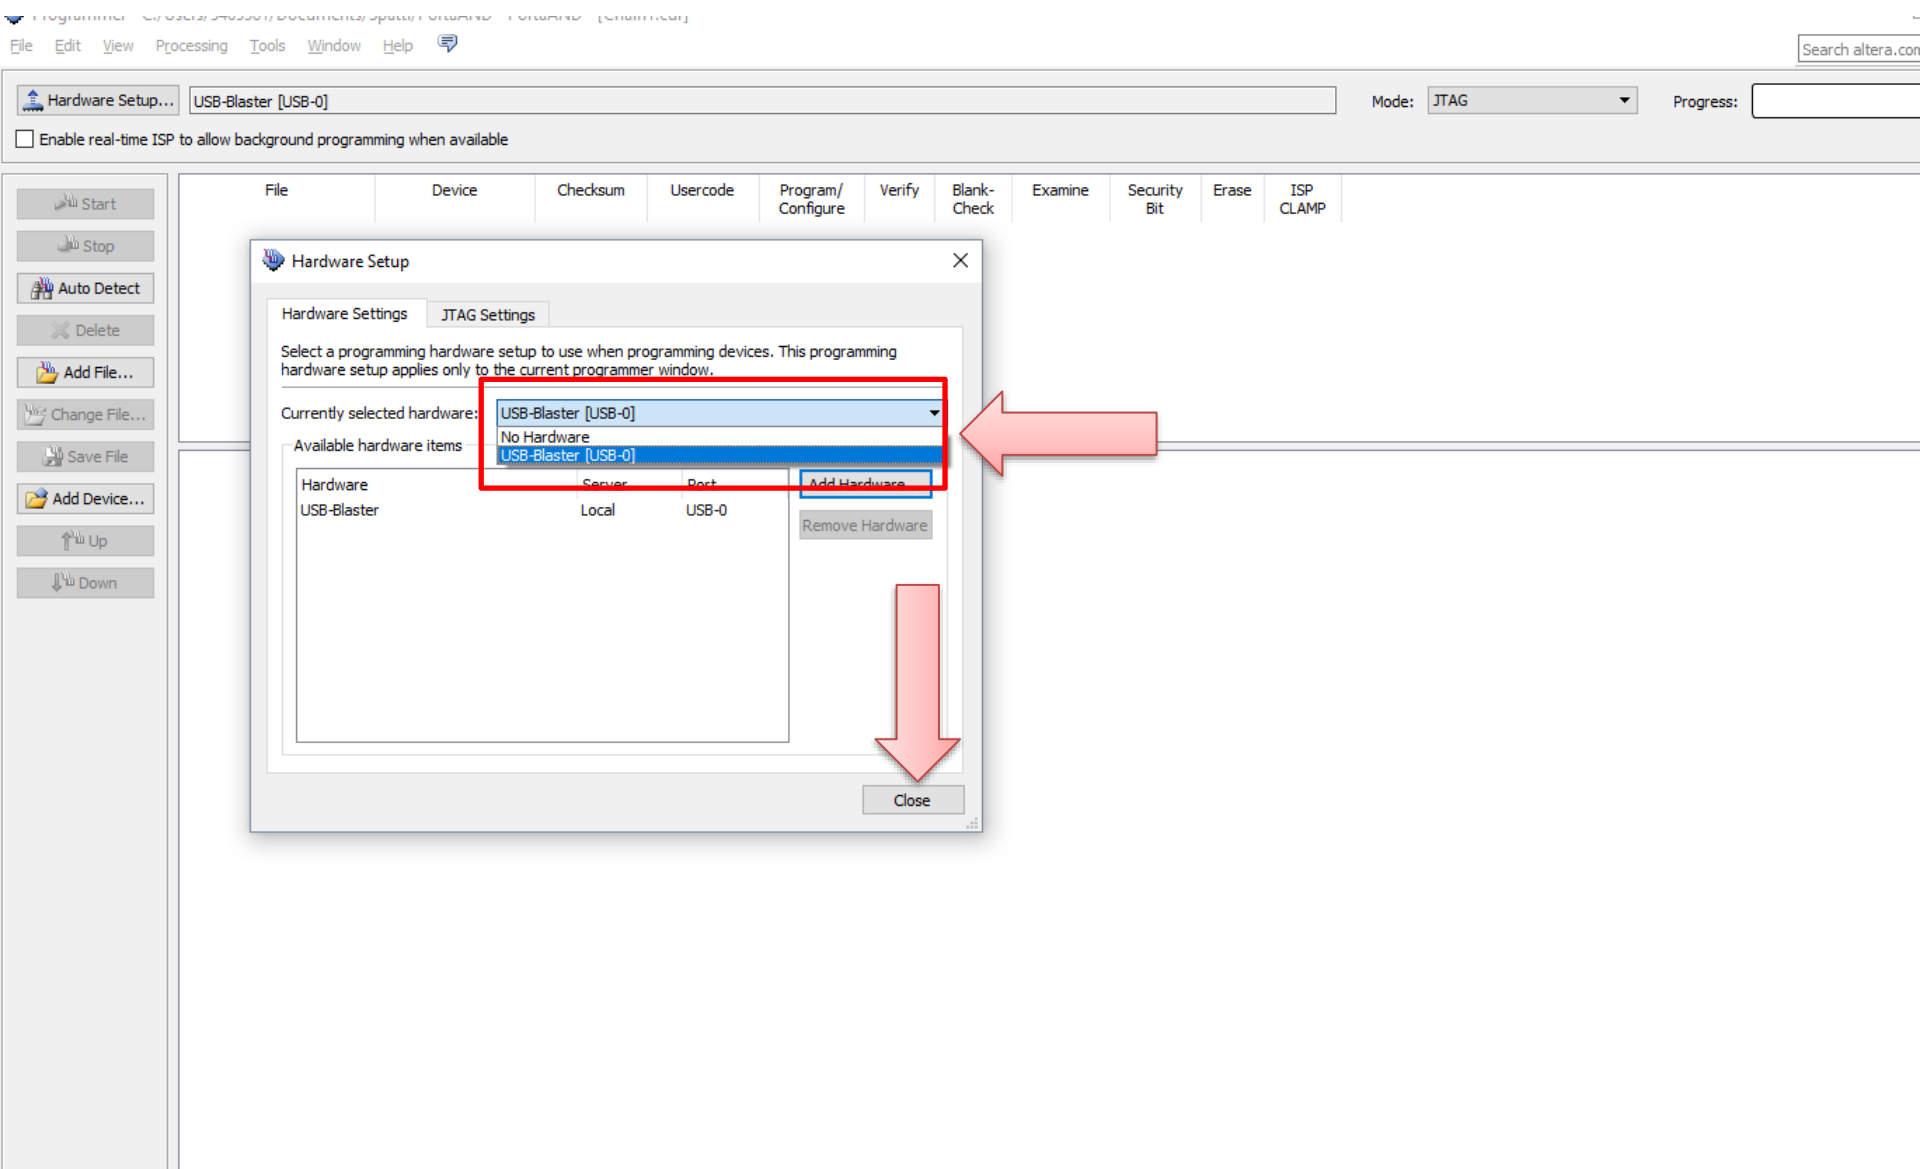 File Edit View Processing Tools Window Help
Search altera.com
Hardware Setup... USB-Blaster [USB-0] Mode: JTAG Progress:
Enable real-time ISP to allow background programming when available
File Device Checksum Usercode Program/ Configure Verify Blank- Check Examine Security Bit Erase ISP CLAMP
Start
Stop
Auto Detect
Delete
Add File...
Change File...
Save File
Add Device...
Up
Down
Hardware Setup
Hardware Settings JTAG Settings
Select a programming hardware setup to use when programming devices. This programming
hardware setup applies only to the current programmer window.
Currently selected hardware: USB-Blaster [USB-0]
No Hardware
USB-Blaster [USB-0]
Available hardware items
Hardware Server Port
USB-Blaster Local USB-0
Add Hardware...
Remove Hardware
Close